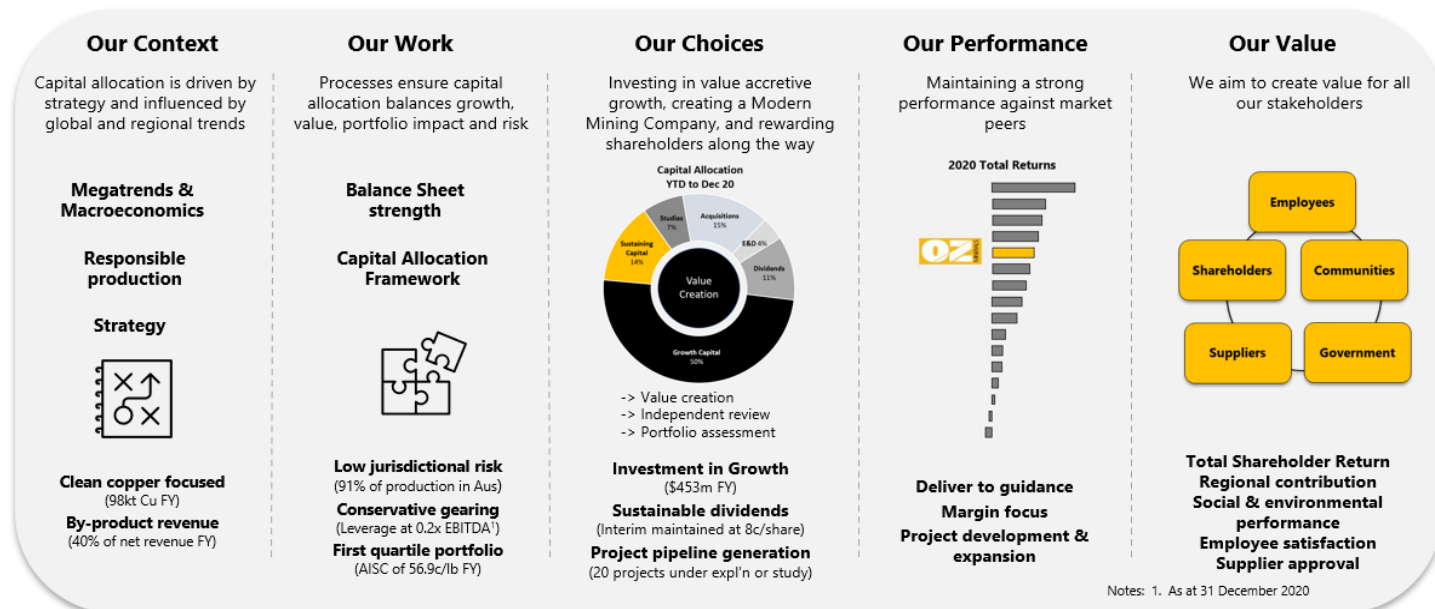 Our Context
Capital allocation is driven by
strategy and influenced by
global and regional trends
Megatrends &
Macroeconomics
Responsible
production
Strategy
Clean copper focused
(98kt Cu FY)
By-product revenue
(40% of net revenue FY)
Our Work
Processes ensure capital
allocation balances growth,
value, portfolio impact and risk
Balance Sheet
strength
Capital Allocation
Framework
Low jurisdictional risk
(91% of production in Aus)
Conservative gearing
(Leverage at 0.2x EBITDA¹)
First quartile portfolio
(AISC of 56.9c/lb FY)
Our Choices
Investing in value accretive
growth, creating a Modern
Mining Company, and rewarding
shareholders along the way
Capital Allocation
YTD to Dec 20
Studies
7%
Acquisitions
15%
E&D 4%
Sustaining
Capital
14%
Dividends
11%
Value
Creation
Growth Capital
50%
-> Value creation
-> Independent review
-> Portfolio assessment
Investment in Growth
($453m FY)
Sustainable dividends
(Interim maintained at 8c/share)
Project pipeline generation
(20 projects under expl'n or study)
Our Performance
Maintaining a strong
performance against market
peers
2020 Total Returns
OZ
MINERALS
Deliver to guidance
Margin focus
Project development &
expansion
Our Value
We aim to create value for all
our stakeholders
Employees
Shareholders
Communities
Suppliers
Government
Total Shareholder Return
Regional contribution
Social & environmental
performance
Employee satisfaction
Supplier approval
Notes: 1. As at 31 December 2020